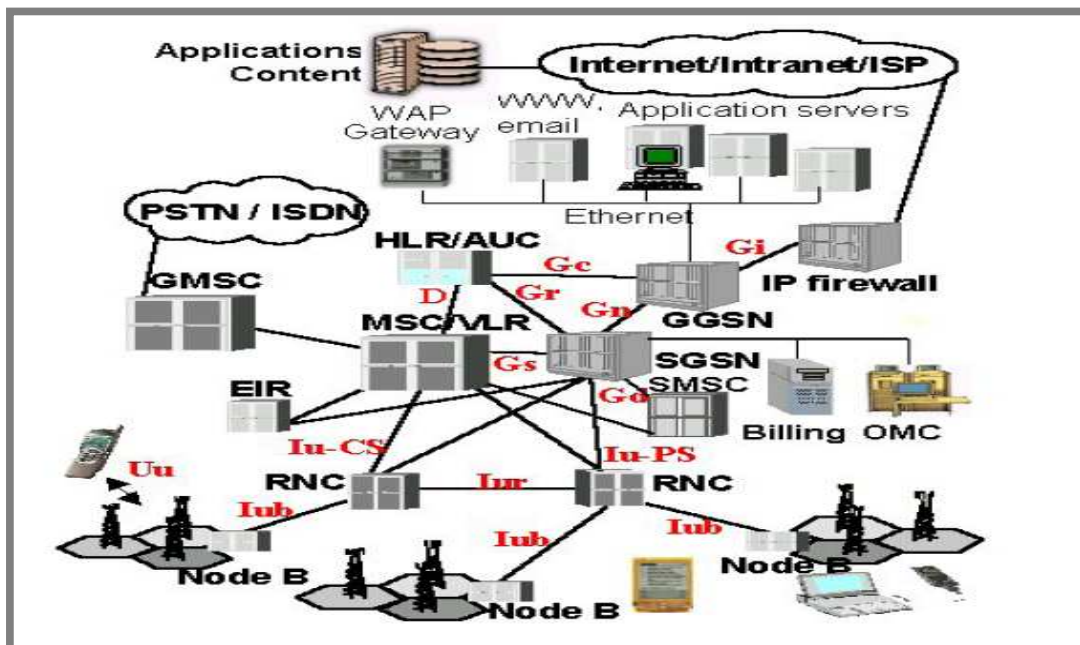 Applications
Content
Internet/Intranet/ISP
WAP
Gateway
WWW,
email
Application servers
Ethernet
PSTN / ISDN
HLR/AUC
Gc
Gi
IP firewall
GMSC
D
Gr
Gn
GGSN
MSC/VLR
Gs
SGSN
SMSC
Gd
EIR
Billing
OMC
Iu-CS
Iu-PS
Uu
RNC
Iur
RNC
Iub
Iub
Iub
Node B
Node B
Node B